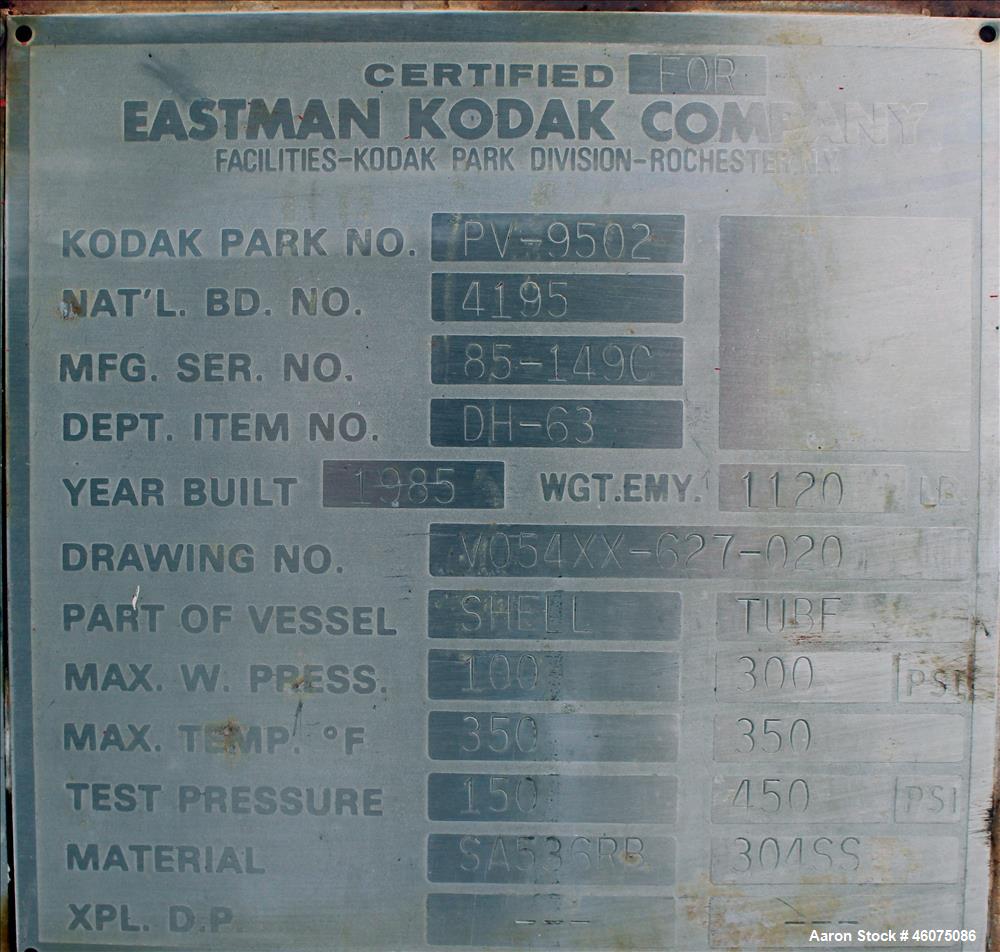 CERTIFIED FOR
EASTMAN KODAK COMPANY
FACILITIES-KODAK PARK DIVISION-ROCHESTER, N.Y.
KODAK PARK NO. PV-9502
NAT'L. BD. NO. 4195
MFG. SER. NO. 85-149C
DEPT. ITEM NO. DH-63
YEAR BUILT 1985 WGT.EMY. 1120 LB.
DRAWING NO. V054XX-627-020
PART OF VESSEL SHELL TUBE
MAX. W. PRESS. 100 300 PSI
MAX. TEMP. °F 350 350
TEST PRESSURE 150 450 PSI
MATERIAL 304SS
XPL. D.P. --- ---
Aaron Stock # 46075086